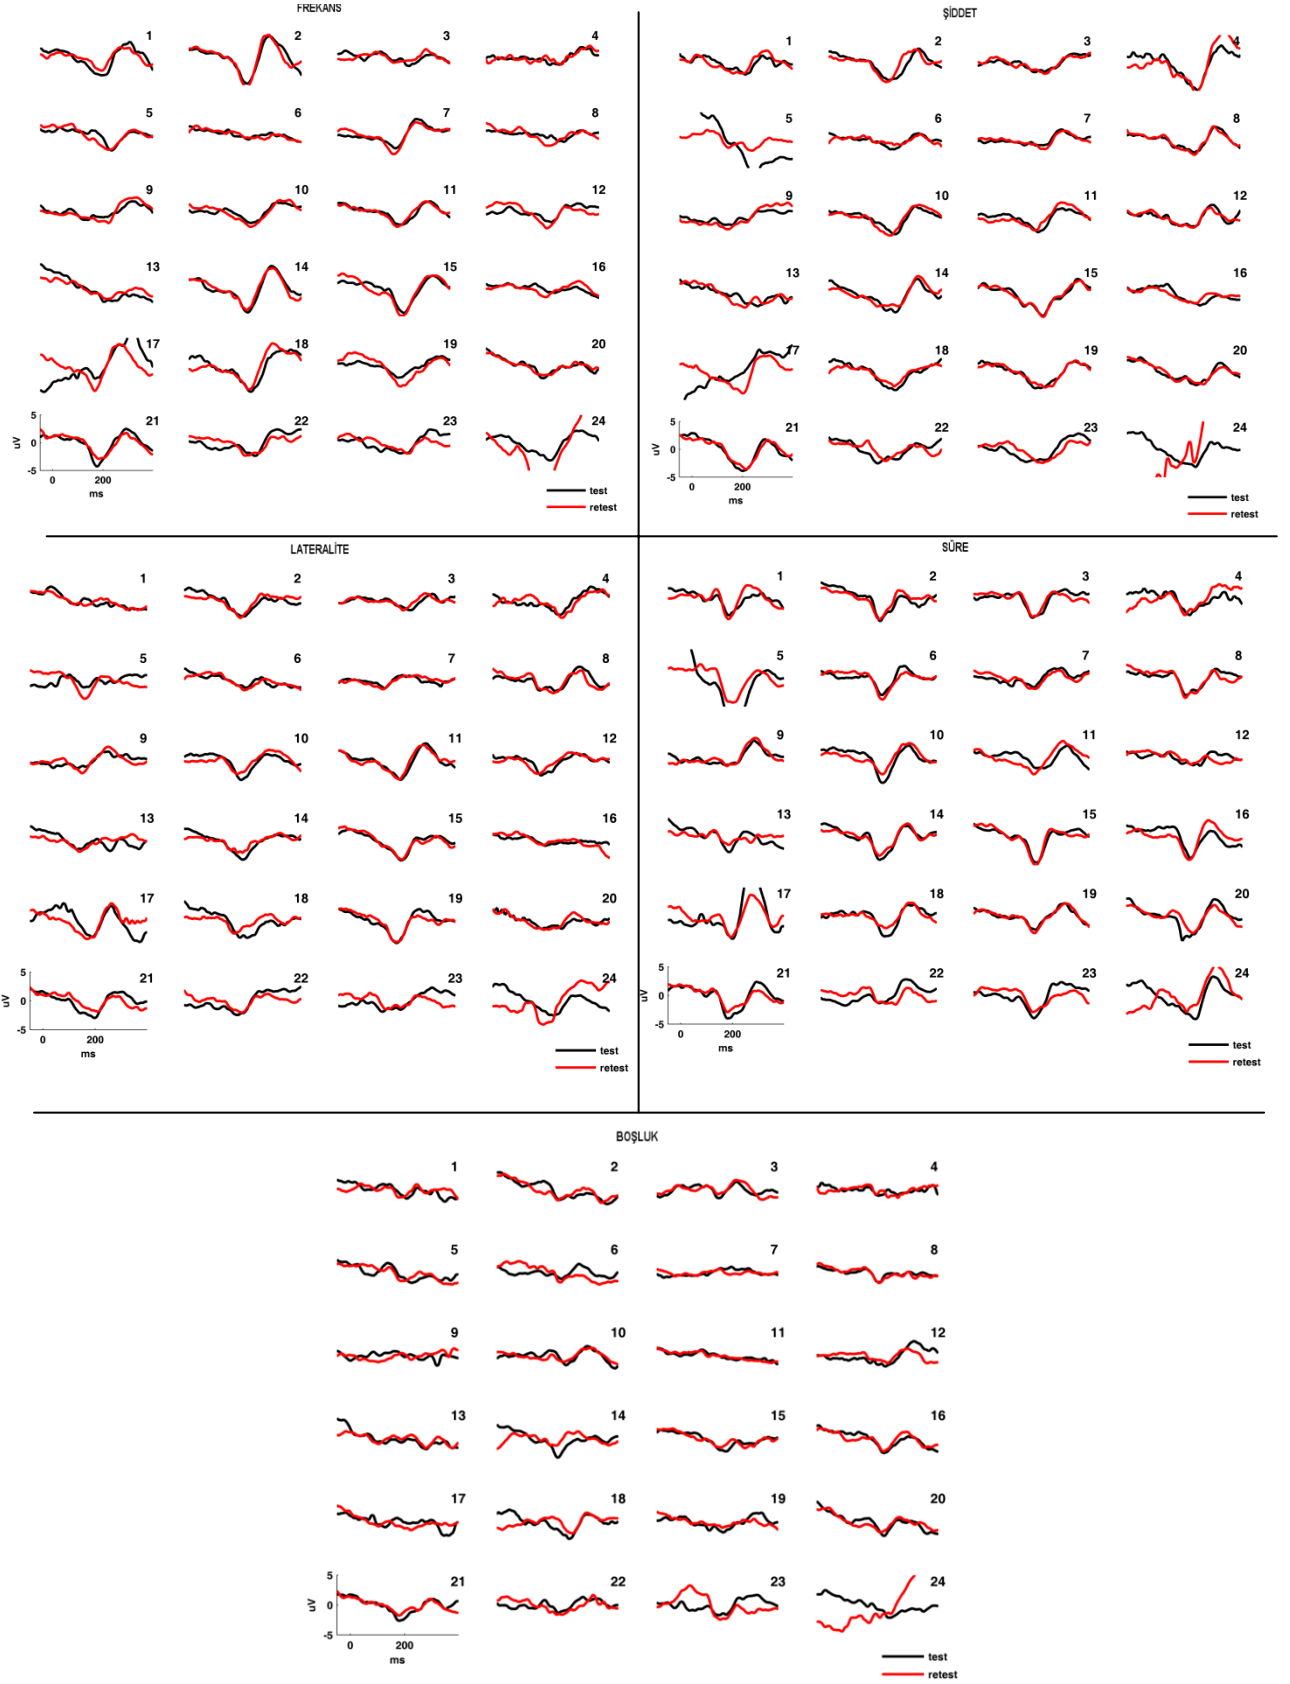 FREKANS
1 2 3 4
5 6 7 8
9 10 11 12
13 14 15 16
17 18 19 20
21 22 23 24
5
0
-5
uV
0 200
ms
test
retest
ŞİDDET
1 2 3 4
5 6 7 8
9 10 11 12
13 14 15 16
17 18 19 20
21 22 23 24
5
0
-5
uV
0 200
ms
test
retest
LATERALİTE
1 2 3 4
5 6 7 8
9 10 11 12
13 14 15 16
17 18 19 20
21 22 23 24
5
0
-5
uV
0 200
ms
test
retest
SÜRE
1 2 3 4
5 6 7 8
9 10 11 12
13 14 15 16
17 18 19 20
21 22 23 24
5
0
-5
uV
0 200
ms
test
retest
BOŞLUK
1 2 3 4
5 6 7 8
9 10 11 12
13 14 15 16
17 18 19 20
21 22 23 24
5
0
-5
uV
0 200
ms
test
retest